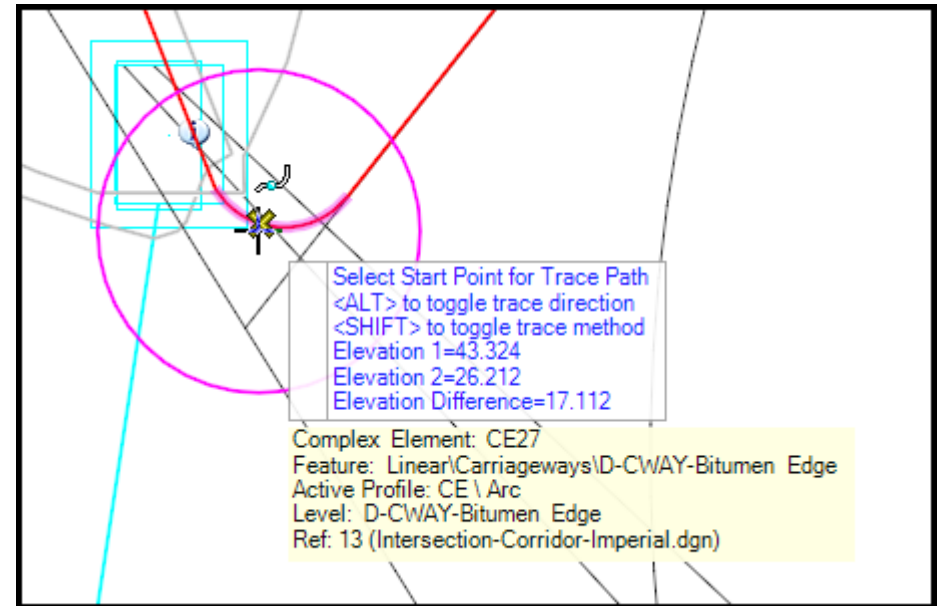 Select Start Point for Trace Path
<ALT> to toggle trace direction
<SHIFT> to toggle trace method
Elevation 1=43.324
Elevation 2=26.212
Elevation Difference=17.112
Complex Element: CE27
Feature: Linear\Carriageways\D-CWAY-Bitumen Edge
Active Profile: CE \ Arc
Level: D-CWAY-Bitumen Edge
Ref: 13 (Intersection-Corridor-Imperial.dgn)